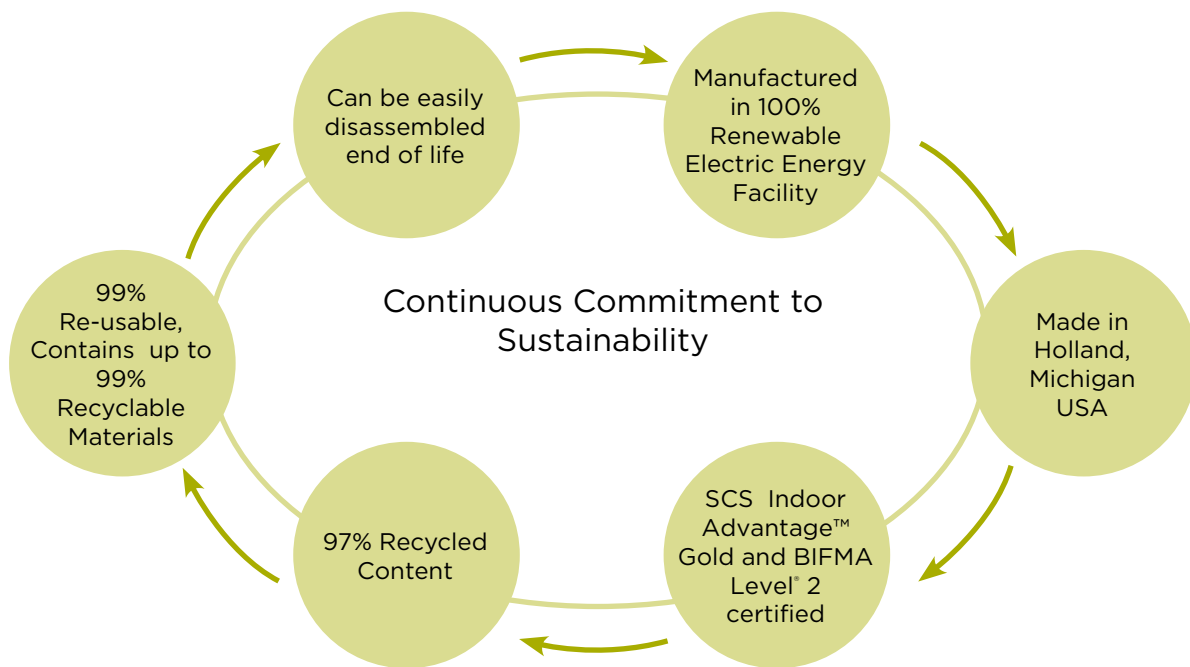 Can be easily
disassembled
end of life
Manufactured
in 100%
Renewable
Electric Energy
Facility
99%
Re-usable,
Contains up to
99%
Recyclable
Materials
Continuous Commitment to
Sustainability
Made in
Holland,
Michigan
USA
97% Recycled
Content
SCS Indoor
Advantage™
Gold and BIFMA
Level® 2
certified